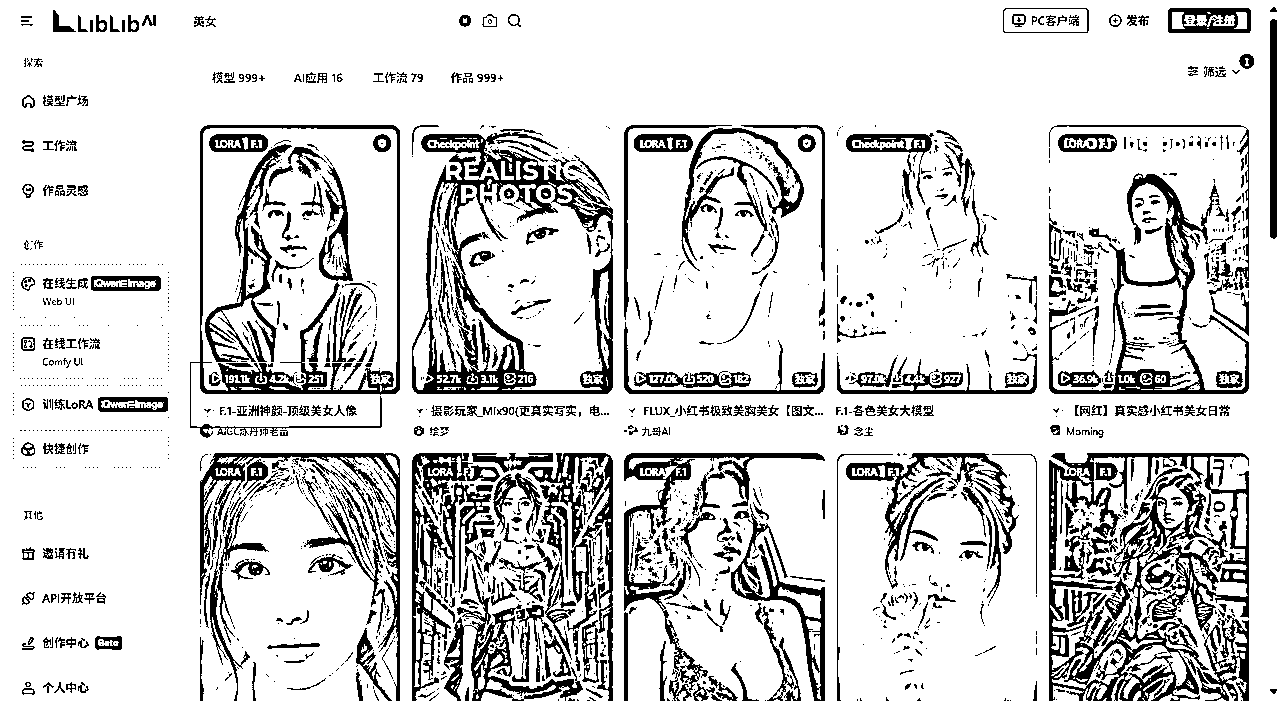 LibLib AI
美女
PC客户端
发布
登录/注册
探索
模型 999+
AI应用 16
工作流 79
作品 999+
筛选
1
模型广场
工作流
作品灵感
创作
在线生成 Qwen-Image
Web UI
在线工作流
Comfy UI
训练LoRA Qwen-Image
快捷创作
其他
邀请有礼
API开放平台
创作中心 Beta
个人中心
LORA F.1
Checkpoint
REALISTIC
PHOTOS
LORA F.1
Checkpoint F.1
LORA F.1
191.1k 4.2k 251 独家
52.7k 3.1k 216 独家
127.0k 520 182 独家
97.0k 4.4k 927 独家
36.9k 1.0k 60 独家
F.1-亚洲神颜-顶级美女人像
摄影玩家_Mix90(更真实写实，电...
FLUX_小红书极致美胸美女【图文...
F.1-各色美女大模型
【网红】真实感小红书美女日常
AIGC炼丹师老雷
绘梦
九哥AI
念尘
Morning
LORA F.1
LORA F.1
LORA F.1
LORA F.1
LORA F.1